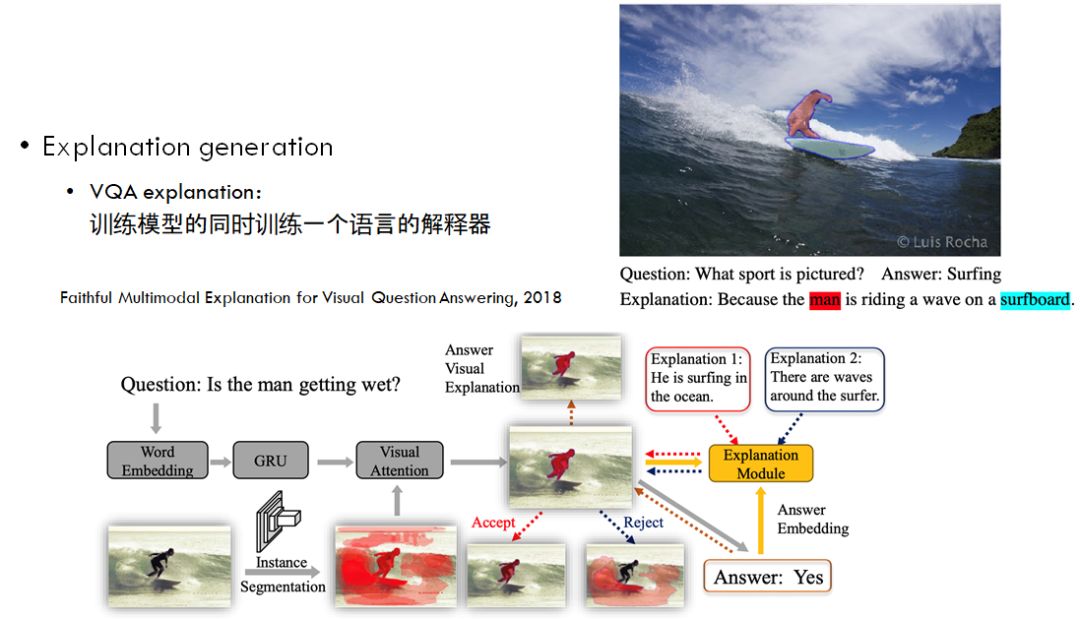 • Explanation generation
• VQA explanation:
训练模型的同时训练一个语言的解释器
Faithful Multimodal Explanation for Visual Question Answering, 2018
© Luis Rocha
Question: What sport is pictured? Answer: Surfing
Explanation: Because the man is riding a wave on a surfboard.
Question: Is the man getting wet?
Word
Embedding
GRU
Visual
Attention
Instance
Segmentation
Answer
Visual
Explanation
Accept
Reject
Explanation 1:
He is surfing in
the ocean.
Explanation 2:
There are waves
around the surfer.
Explanation
Module
Answer
Embedding
Answer: Yes